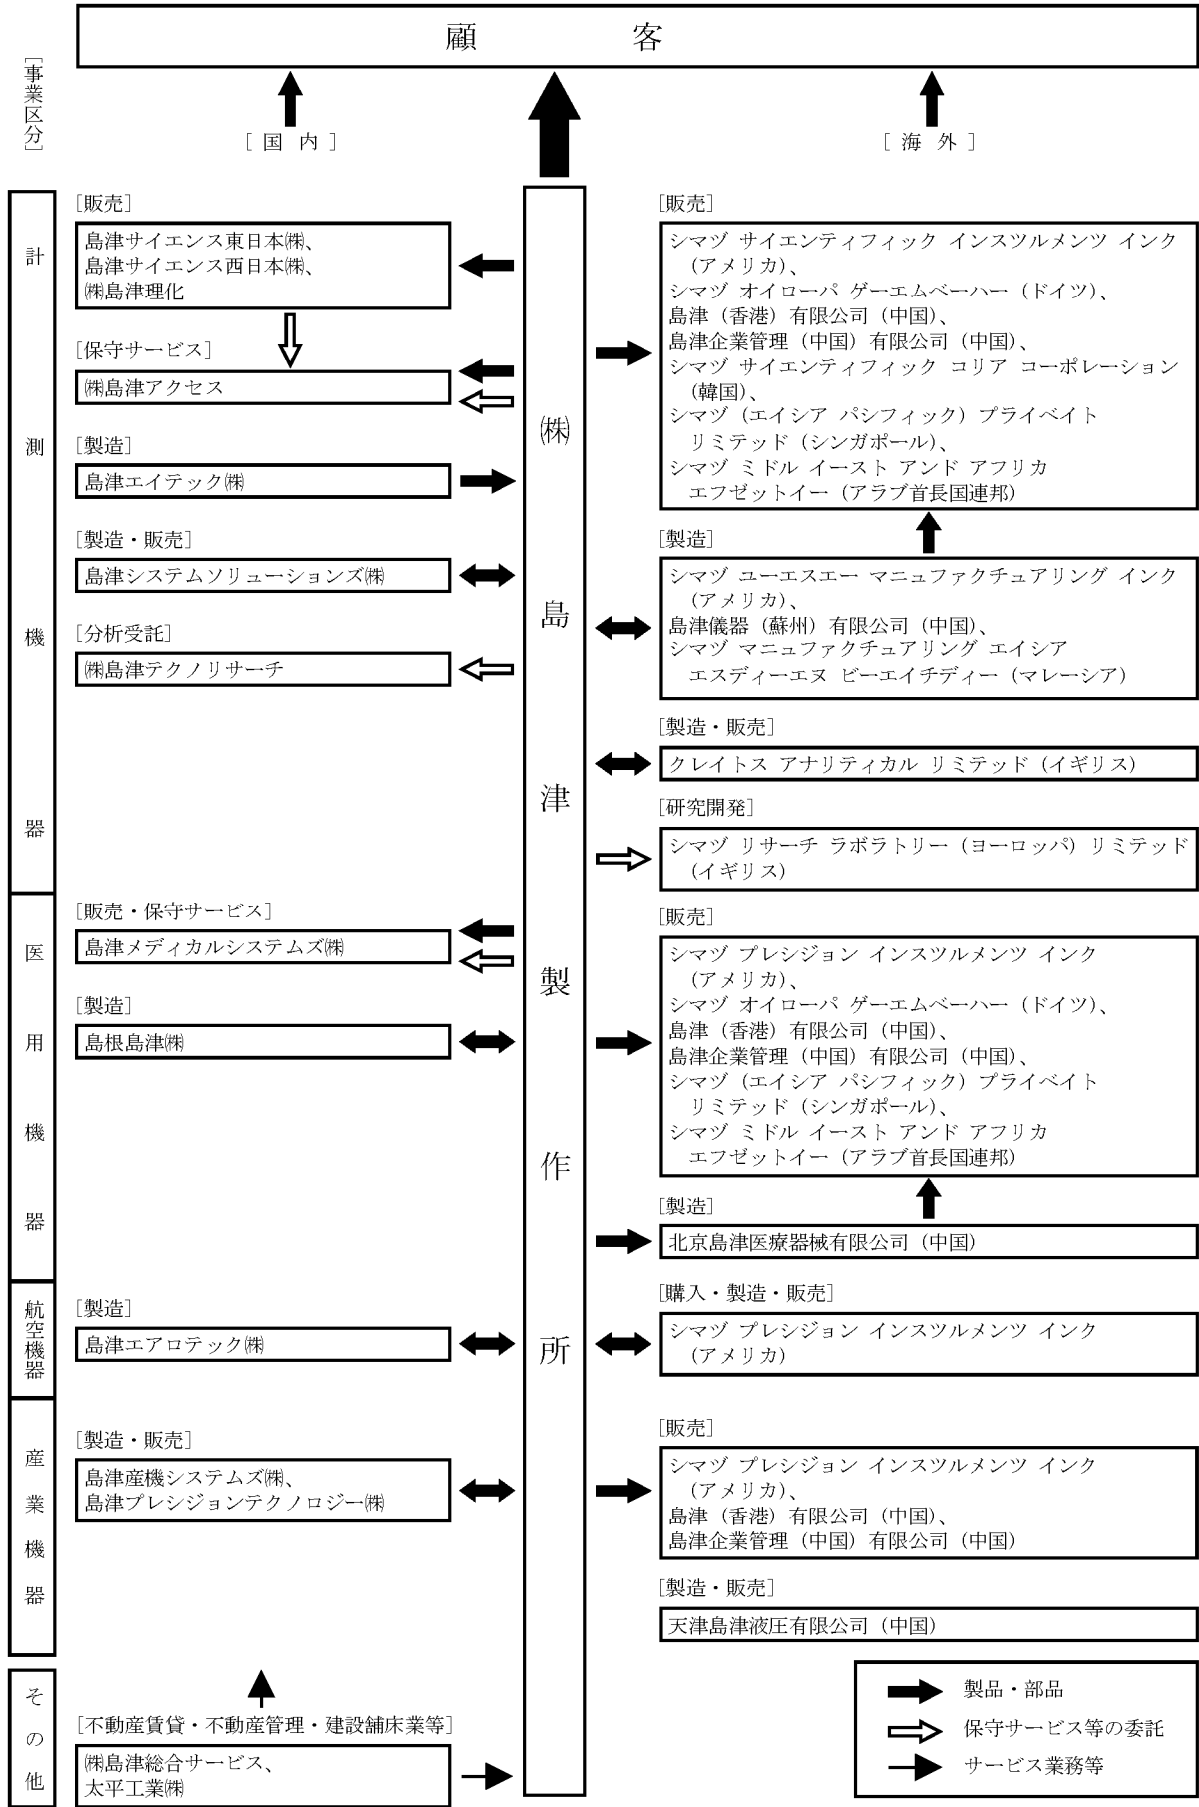 顧客
[事業区分]
[国内]
[海外]
計測機器
[販売]
島津サイエンス東日本㈱、
島津サイエンス西日本㈱、
㈱島津理化
[保守サービス]
㈱島津アクセス
[製造]
島津エイテック㈱
[製造・販売]
島津システムソリューションズ㈱
[分析受託]
㈱島津テクノリサーチ
㈱島津製作所
[販売]
シマヅ サイエンティフィック インスツルメンツ インク
(アメリカ)、
シマヅ オイローパ ゲーエムベーハー (ドイツ)、
島津 (香港) 有限公司 (中国)、
島津企業管理 (中国) 有限公司 (中国)、
シマヅ サイエンティフィック コリア コーポレーション
(韓国)、
シマヅ (エイシア パシフィック) プライベイト
リミテッド (シンガポール)、
シマヅ ミドル イースト アンド アフリカ
エフゼットイー (アラブ首長国連邦)
[製造]
シマヅ ユーエスエー マニュファクチュアリング インク
(アメリカ)、
島津儀器 (蘇州) 有限公司 (中国)、
シマヅ マニュファクチュアリング エイシア
エスディーエヌ ビーエイチディー (マレーシア)
[製造・販売]
クレイトス アナリティカル リミテッド (イギリス)
[研究開発]
シマヅ リサーチ ラボラトリー (ヨーロッパ) リミテッド
(イギリス)
医用機器
[販売・保守サービス]
島津メディカルシステムズ㈱
[製造]
島根島津㈱
[販売]
シマヅ プレシジョン インスツルメンツ インク
(アメリカ)、
シマヅ オイローパ ゲーエムベーハー (ドイツ)、
島津 (香港) 有限公司 (中国)、
島津企業管理 (中国) 有限公司 (中国)、
シマヅ (エイシア パシフィック) プライベイト
リミテッド (シンガポール)、
シマヅ ミドル イースト アンド アフリカ
エフゼットイー (アラブ首長国連邦)
[製造]
北京島津医療器械有限公司 (中国)
航空機器
[製造]
島津エアロテック㈱
[購入・製造・販売]
シマヅ プレシジョン インスツルメンツ インク
(アメリカ)
産業機器
[製造・販売]
島津産機システムズ㈱、
島津プレシジョンテクノロジー㈱
[販売]
シマヅ プレシジョン インスツルメンツ インク
(アメリカ)、
島津 (香港) 有限公司 (中国)、
島津企業管理 (中国) 有限公司 (中国)
[製造・販売]
天津島津液圧有限公司 (中国)
その他
[不動産賃貸・不動産管理・建設舗床業等]
㈱島津総合サービス、
太平工業㈱
製品・部品
保守サービス等の委託
サービス業務等